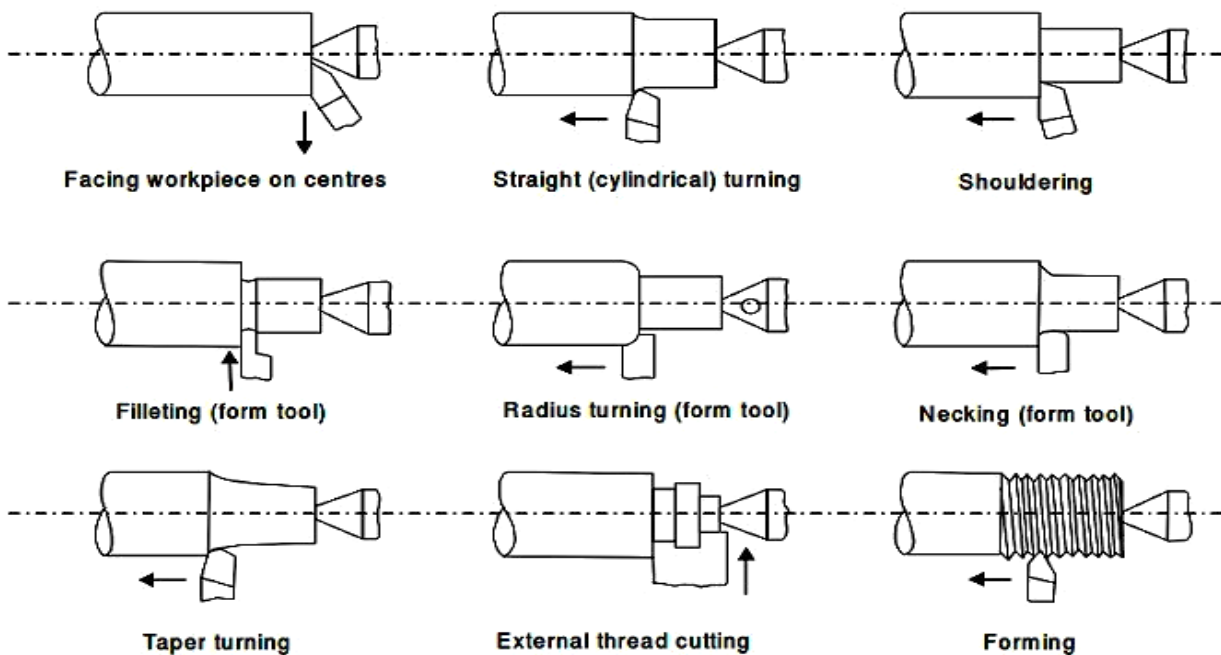 Facing workpiece on centres
Straight (cylindrical) turning
Shouldering
Filleting (form tool)
Radius turning (form tool)
Necking (form tool)
Taper turning
External thread cutting
Forming